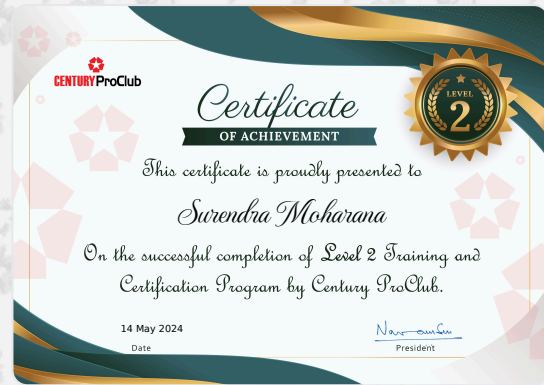 CENTURY ProClub
Certificate
OF ACHIEVEMENT
LEVEL
2
This certificate is proudly presented to
Surendra Moharana
On the successful completion of Level 2 Training and
Certification Program by Century ProClub.
14 May 2024
Date
President